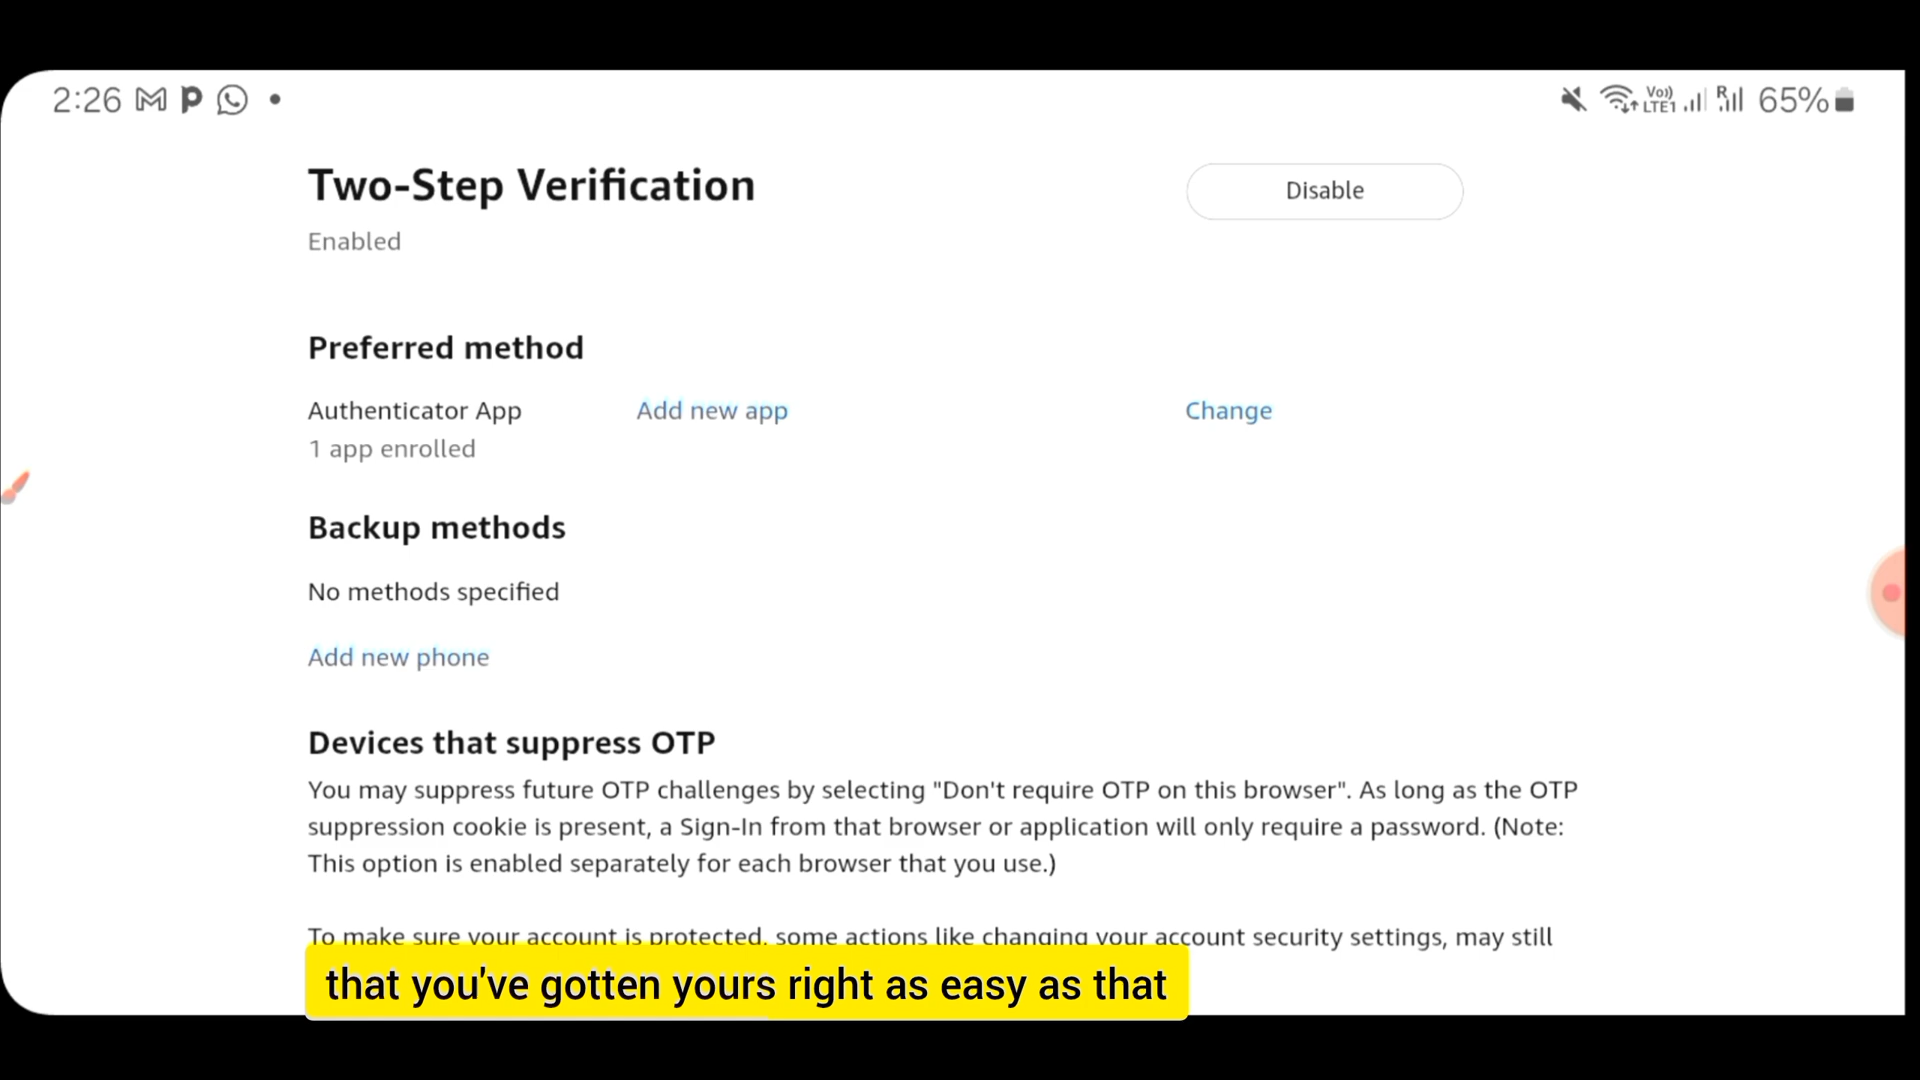 2:26
Vo))
LTE1
R
65%
Two-Step Verification
Disable
Enabled
Preferred method
Authenticator App
Add new app
Change
1 app enrolled
Backup methods
No methods specified
Add new phone
Devices that suppress OTP
You may suppress future OTP challenges by selecting "Don't require OTP on this browser". As long as the OTP
suppression cookie is present, a Sign-In from that browser or application will only require a password. (Note:
This option is enabled separately for each browser that you use.)
To make sure your account is protected, some actions like changing your account security settings, may still
that you've gotten yours right as easy as that